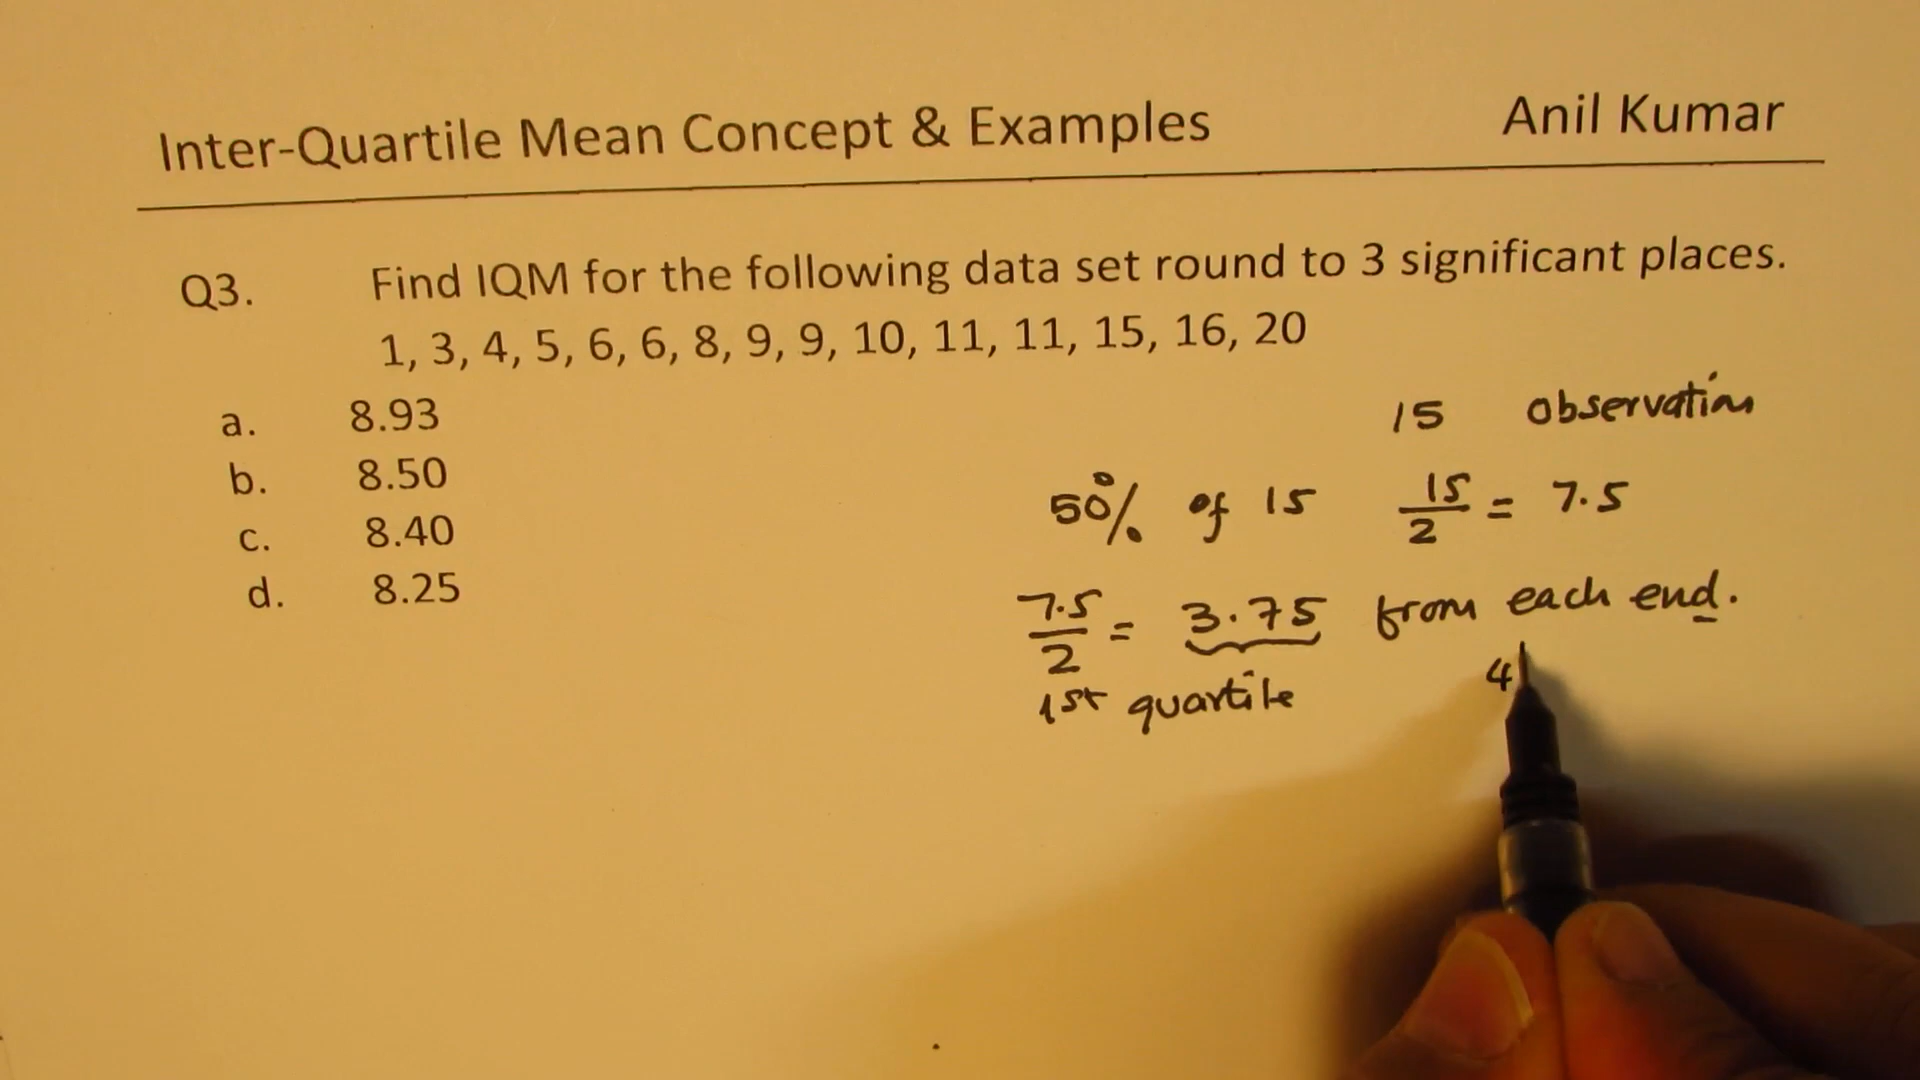 Inter-Quartile Mean Concept & Examples Anil Kumar
Q3. Find IQM for the following data set round to 3 significant places.
1, 3, 4, 5, 6, 6, 8, 9, 9, 10, 11, 11, 15, 16, 20
a. 8.93
b. 8.50
c. 8.40
d. 8.25
15 observation
50% of 15 15/2 = 7.5
7.5/2 = 3.75 from each end.
1st quartile 4